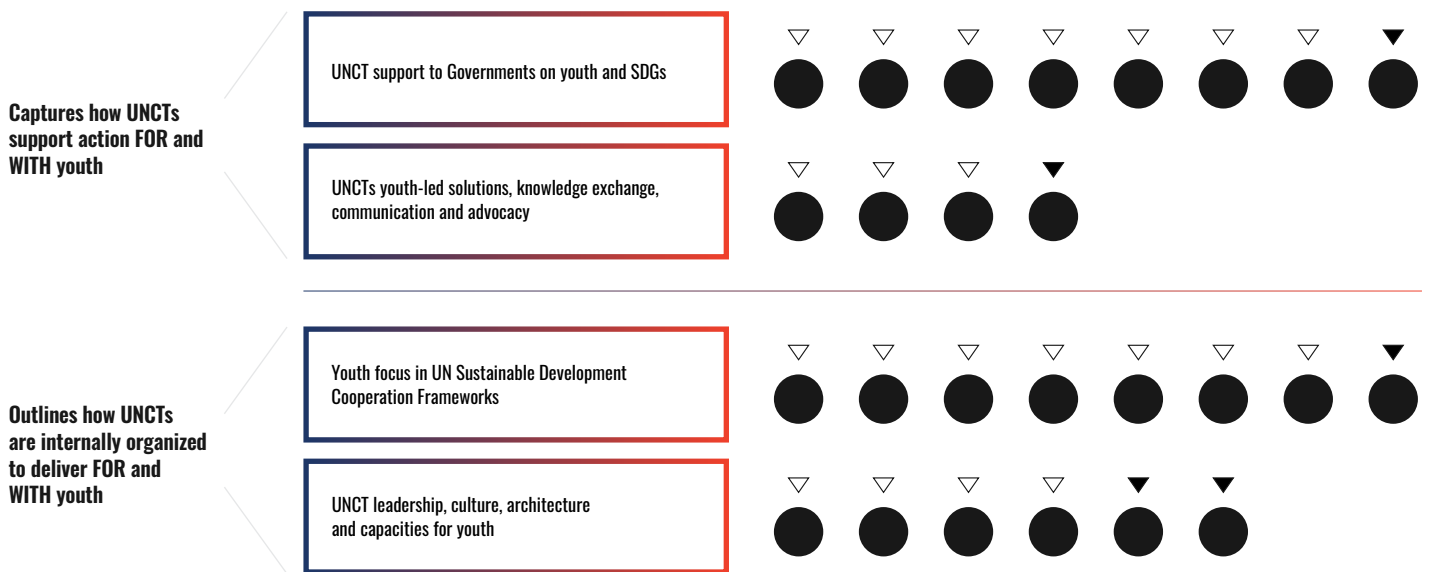 Captures how UNCTs
support action FOR and
WITH youth
UNCT support to Governments on youth and SDGs
UNCTs youth-led solutions, knowledge exchange,
communication and advocacy
Outlines how UNCTs
are internally organized
to deliver FOR and
WITH youth
Youth focus in UN Sustainable Development
Cooperation Frameworks
UNCT leadership, culture, architecture
and capacities for youth